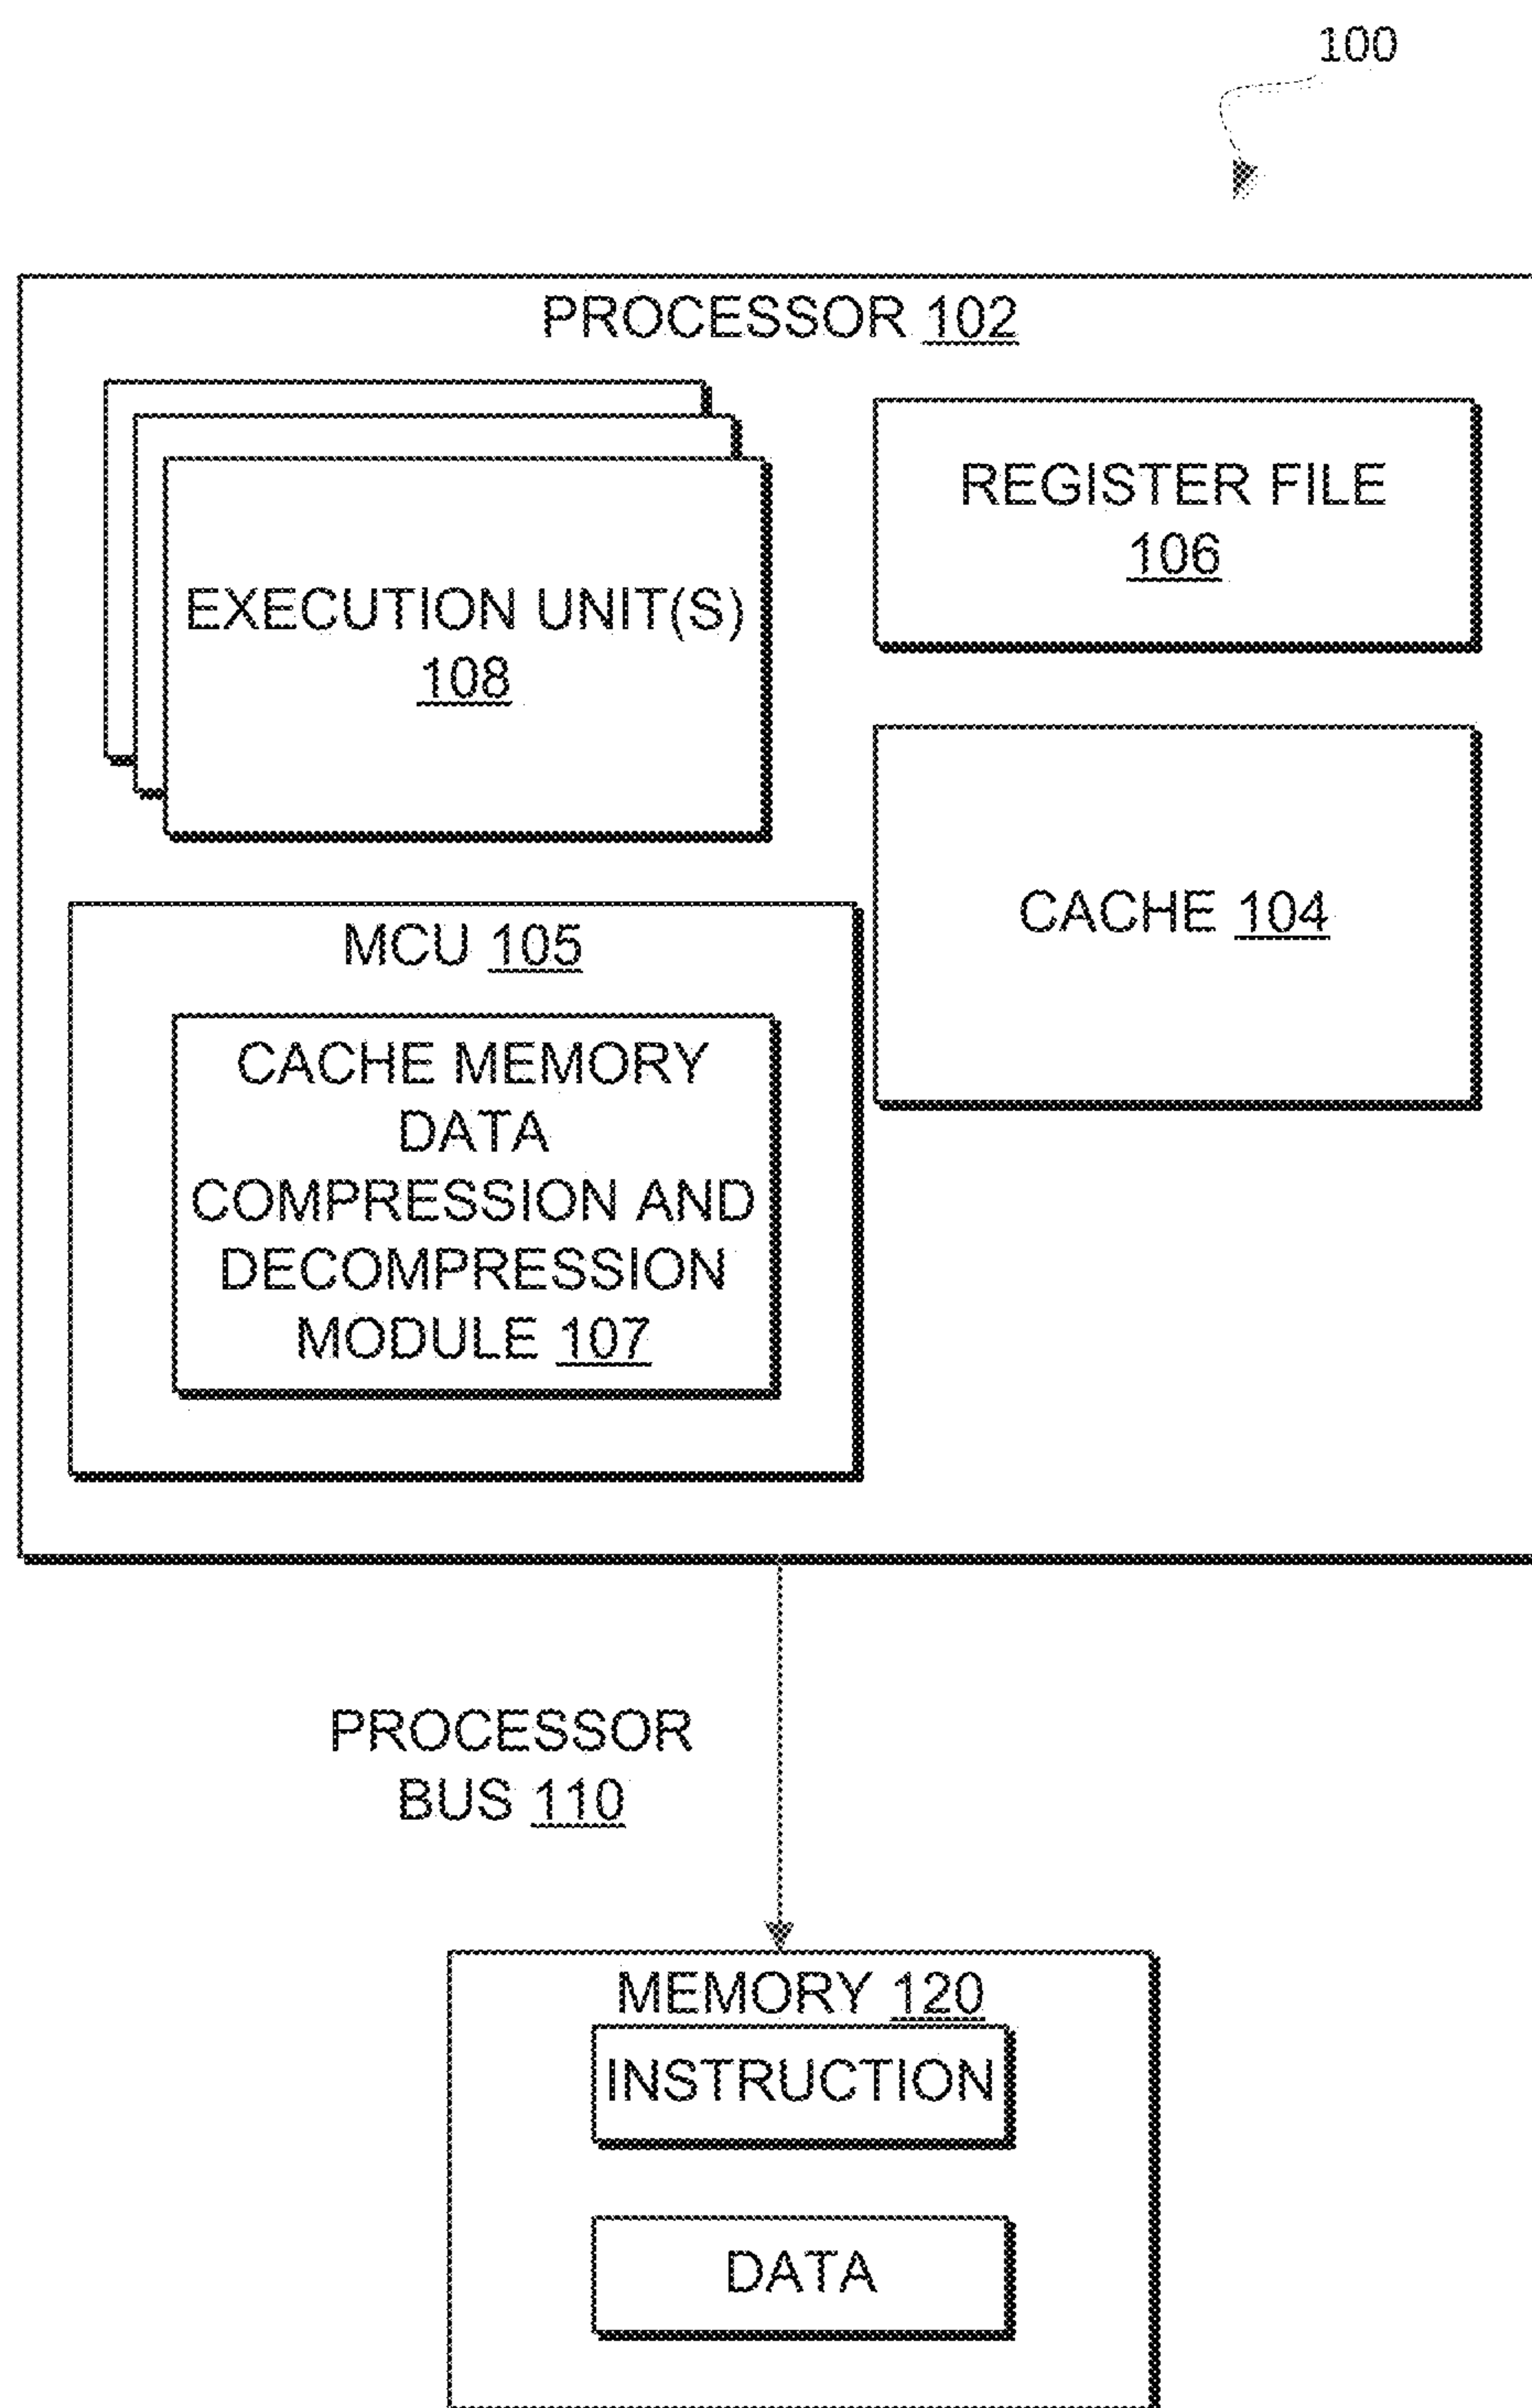 100
PROCESSOR 102
EXECUTION UNIT(S)
108
REGISTER FILE
106
CACHE 104
MCU 105
CACHE MEMORY
DATA
COMPRESSION AND
DECOMPRESSION
MODULE 107
PROCESSOR
BUS 110
MEMORY 120
INSTRUCTION
DATA